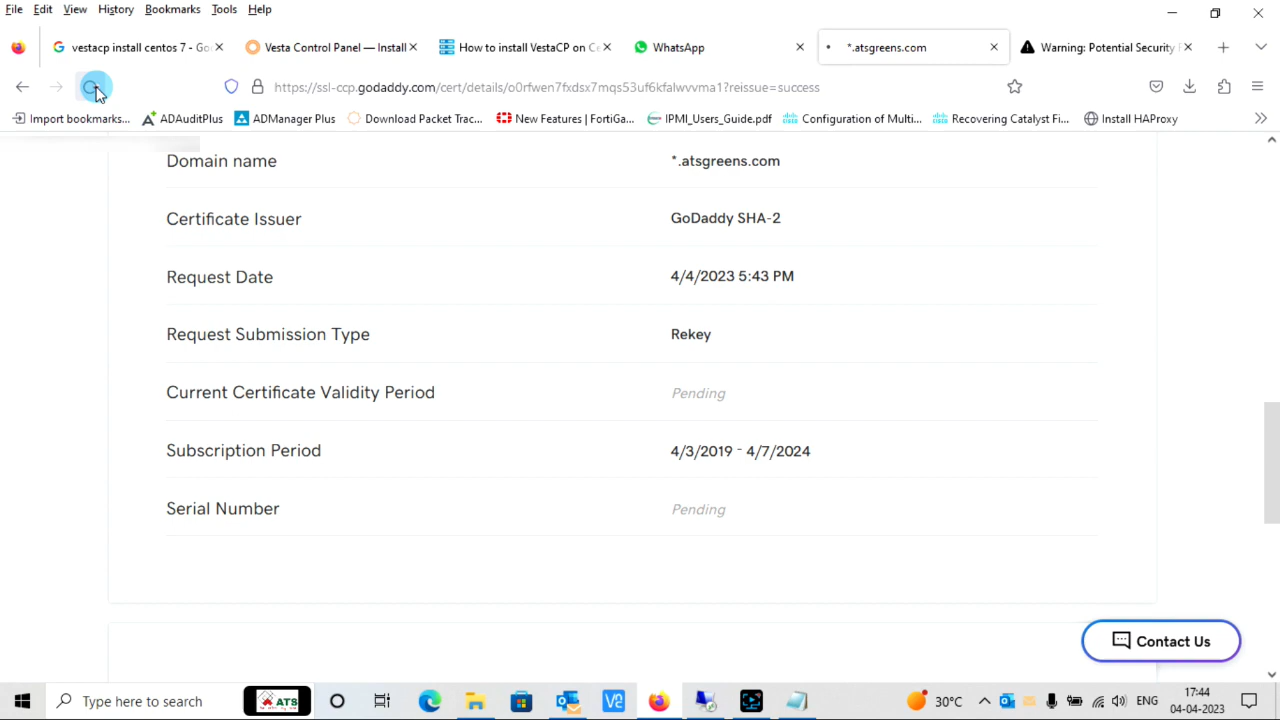 File Edit View History Bookmarks Tools Help
vestacp install centos 7 - Go
Vesta Control Panel — Install
How to install VestaCP on Ce
WhatsApp
*.atsgreens.com
Warning: Potential Security
https://ssl-ccp.godaddy.com/cert/details/o0rfwen7fxdsx7mqs53uf6kfalwvvma1?reissue=success
Import bookmarks...
ADAuditPlus
ADManager Plus
Download Packet Trac...
New Features | FortiGa...
IPMI_Users_Guide.pdf
Configuration of Multi...
Recovering Catalyst Fi...
Install HAProxy
Domain name *.atsgreens.com
Certificate Issuer GoDaddy SHA-2
Request Date 4/4/2023 5:43 PM
Request Submission Type Rekey
Current Certificate Validity Period Pending
Subscription Period 4/3/2019 - 4/7/2024
Serial Number Pending
Contact Us
Type here to search
ATS
30°C
ENG
17:44
04-04-2023